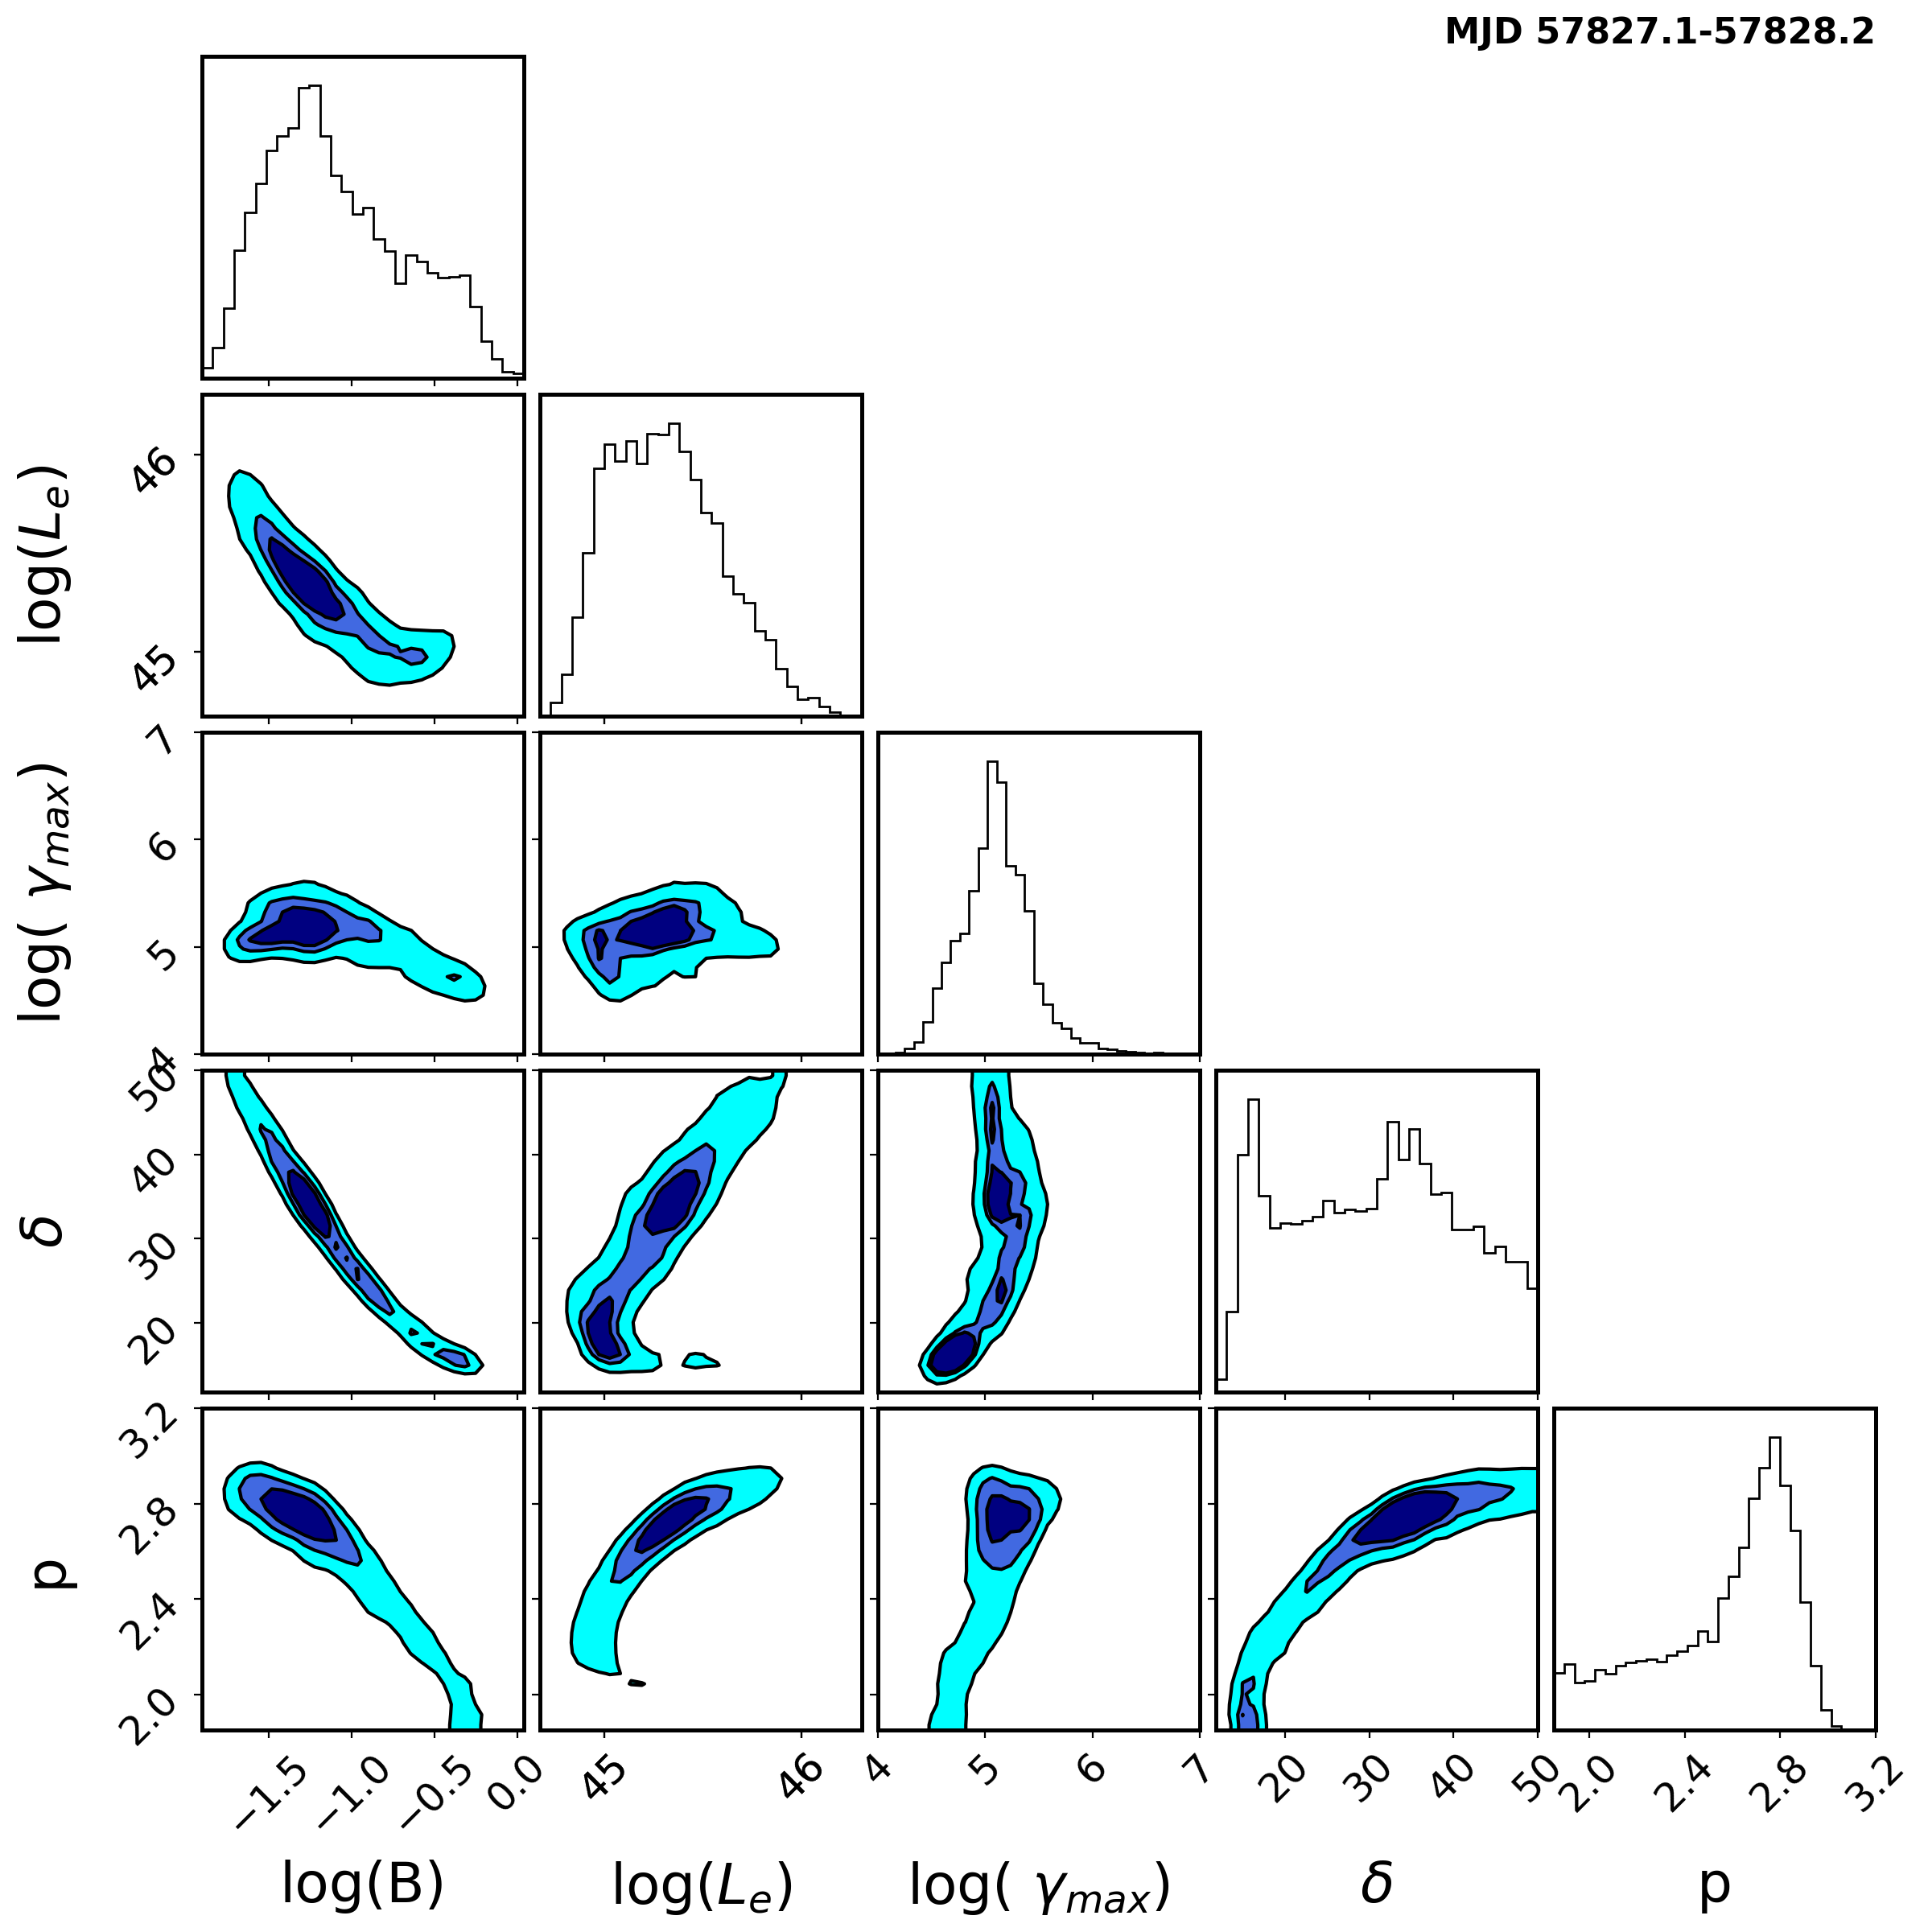 MJD 57827.1-57828.2
log(Lₑ)
46
45
log( γₘₐₓ)
7
6
5
4
δ
50
40
30
20
p
3.2
2.8
2.4
2.0
−1.5 −1.0 −0.5 0.0 45 46 4 5 6 7 20 30 40 50 2.0 2.4 2.8 3.2
log(B) log(Lₑ) log( γₘₐₓ) δ p